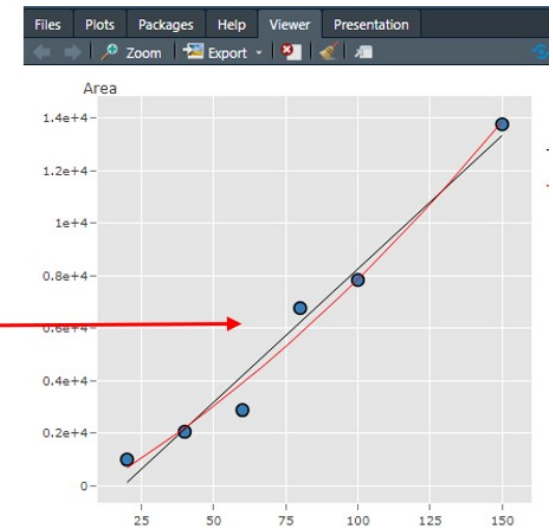 Files Plots Packages Help Viewer Presentation
Zoom Export
Area
1.4e+4
1.2e+4
1e+4
0.8e+4
0.6e+4
0.4e+4
0.2e+4
0
25 50 75 100 125 150